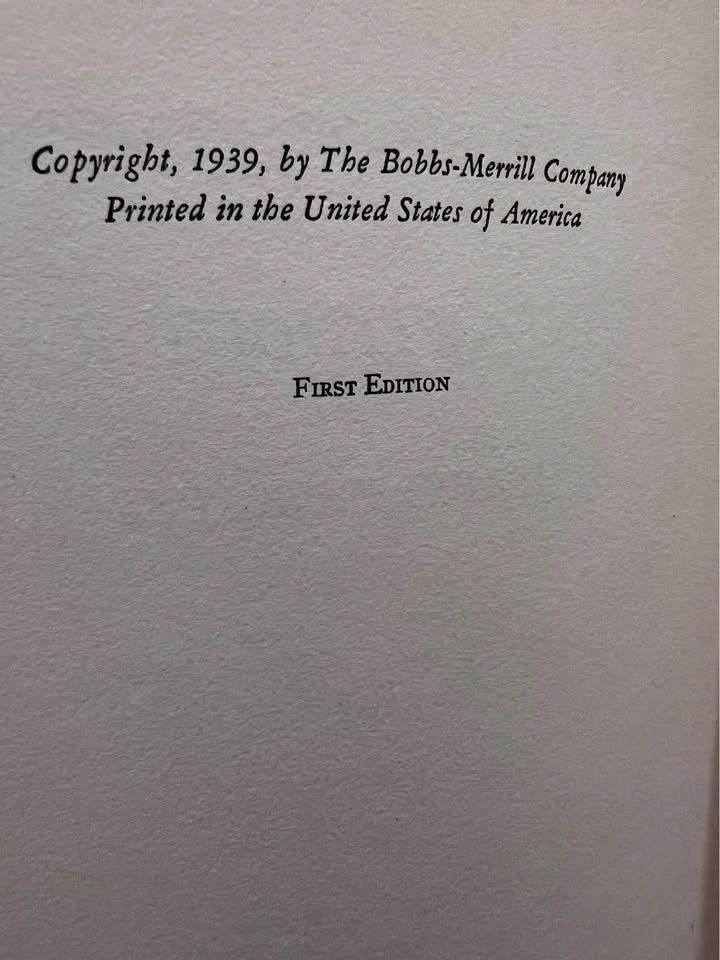 Copyright, 1939, by The Bobbs-Merrill Company
Printed in the United States of America
First Edition